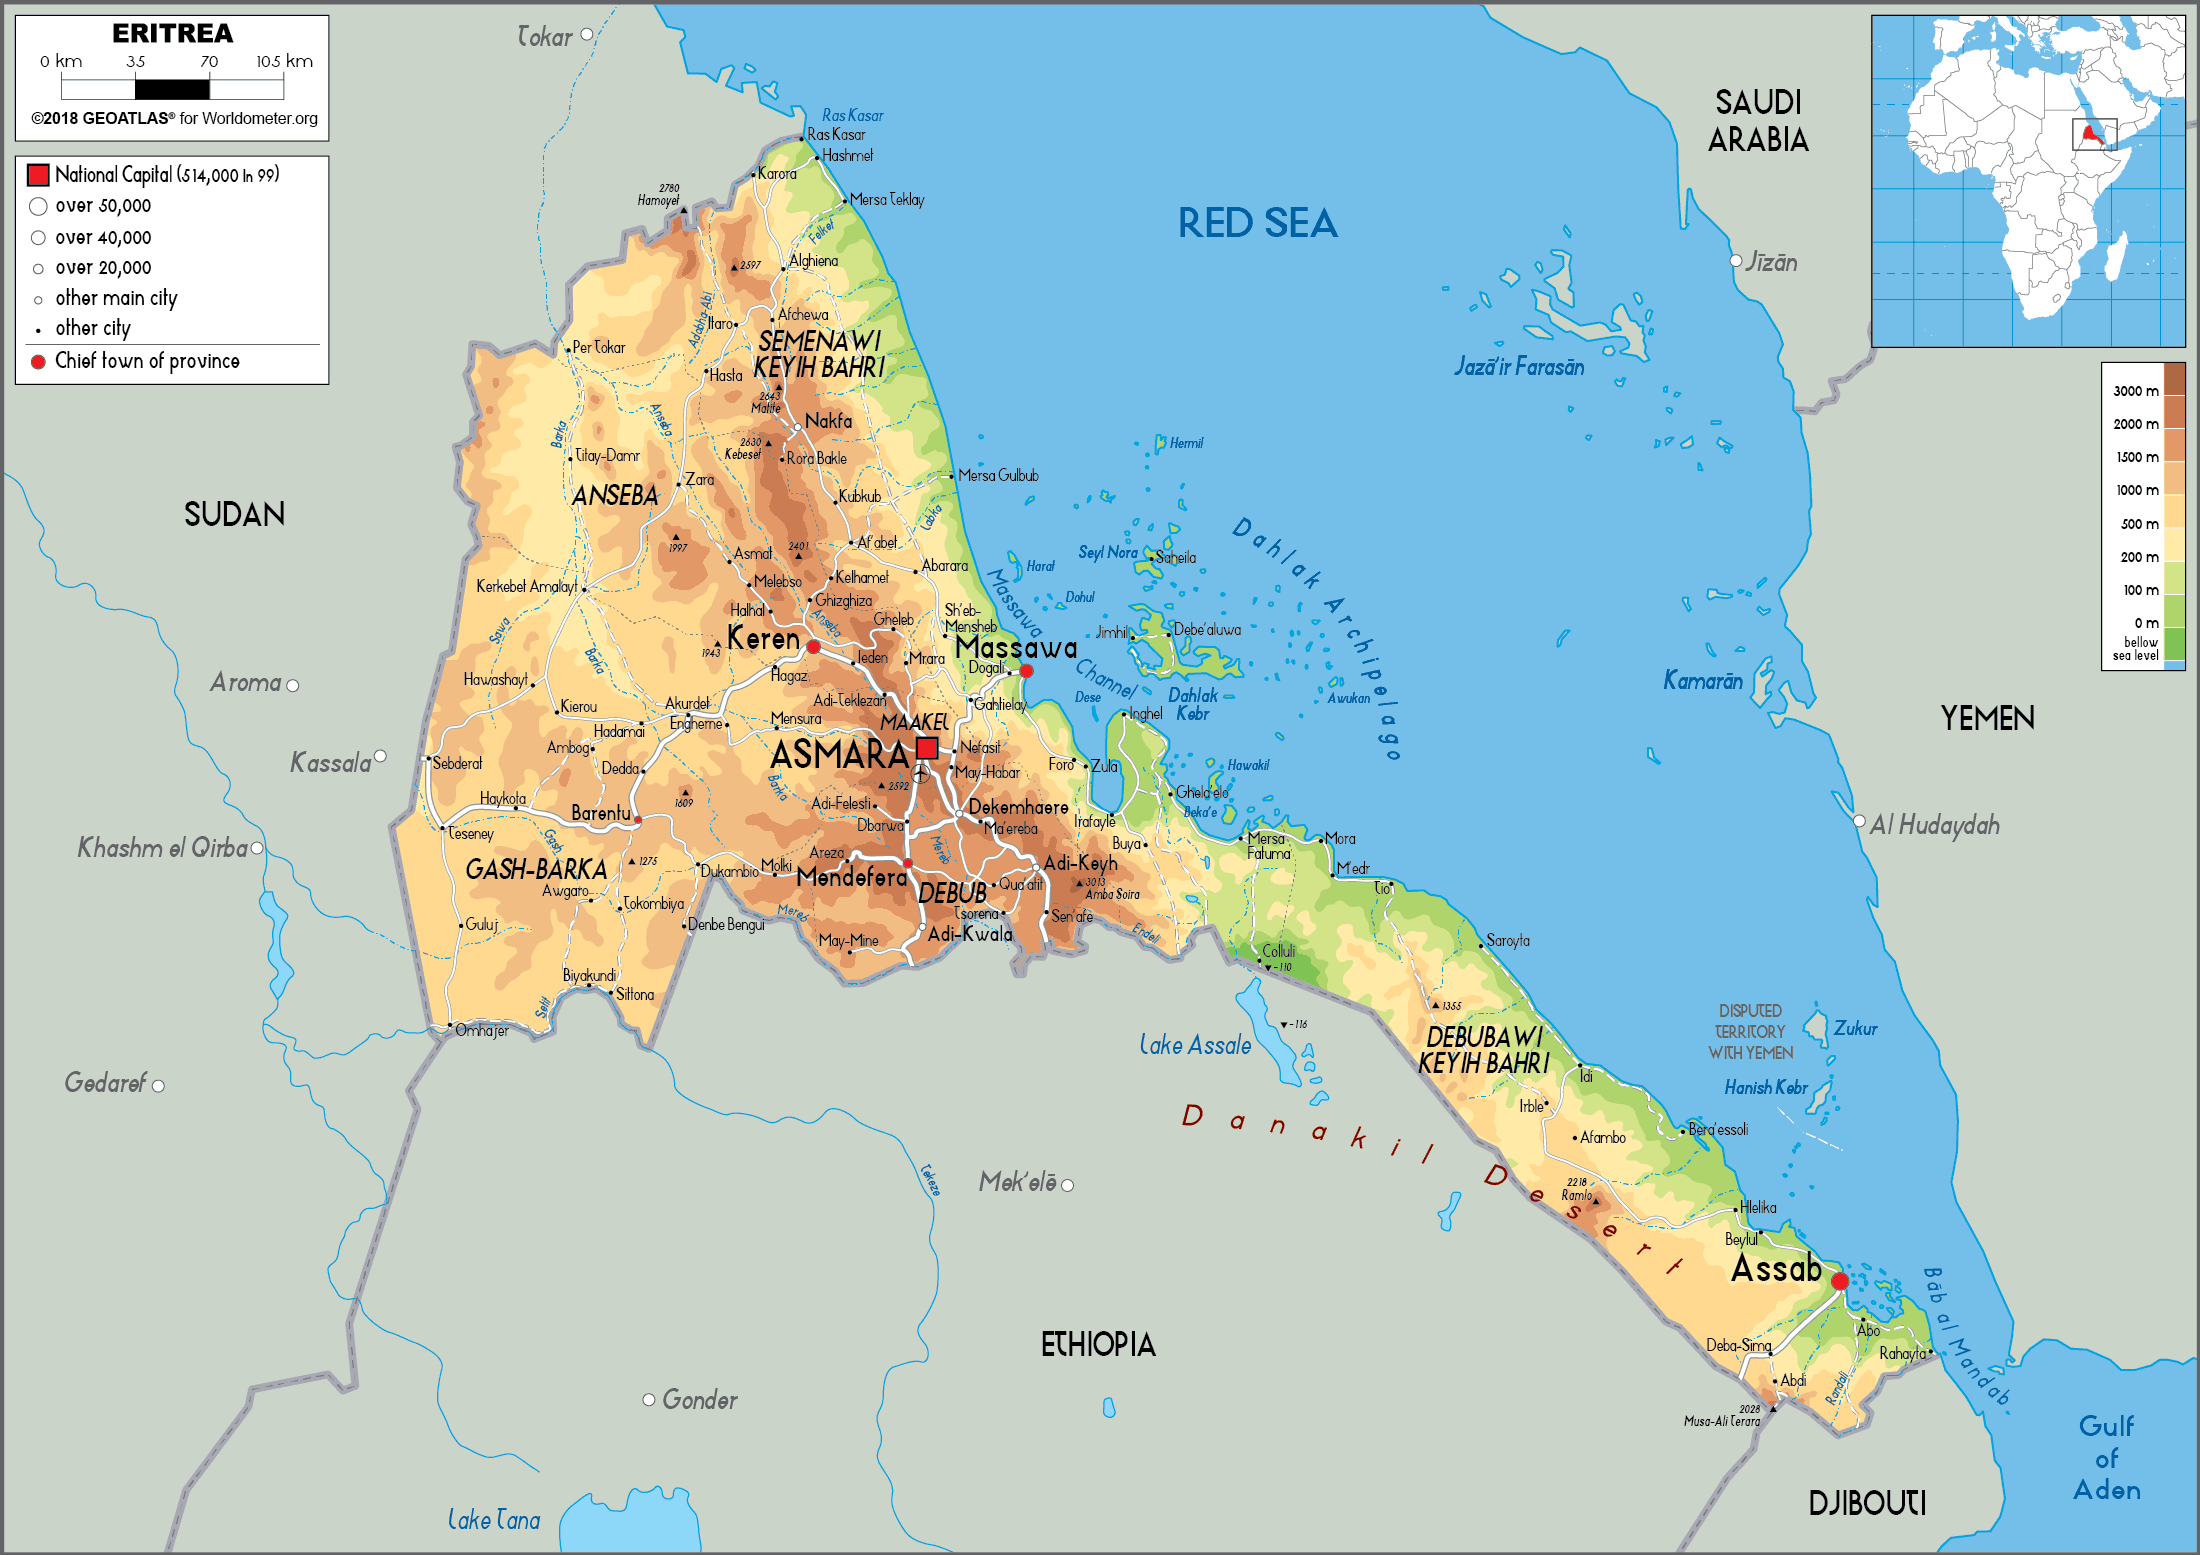 ERITREA
0 km 35 70 105 km
©2018 GEOATLAS® for Worldometer.org
National Capital (514,000 In 99)
over 50,000
over 40,000
over 20,000
other main city
other city
Chief town of province
3000 m
2000 m
1500 m
1000 m
500 m
200 m
100 m
0 m
bellow
sea level
Tokar
Ras Kasar
Ras Kasar
Hashmet
Karora
Mersa Teklay
2780
Hamoyet
Felket
2597
Alghiena
Adobha Abi
Itaro
Afchewa
SEMENAWI
KEYIH BAHRI
Per Tokar
Hasta
2643
Matite
Anseba
Barka
Nakfa
2630
Kebeset
Rora Bakle
Titay-Damr
Zara
ANSEBA
Kubkub
Mersa Gulbub
Labka
1997
2401
Af'abet
Asmat
Abarara
Kerkebet Amalayt
Melebso
Kelhamet
Halhal
Ghizghiza
Anseba
Gheleb
Sh'eb-
Mensheb
Sawa
Barka
1943
Keren
Ieden
Mrara
Massawa
Dogali
Hagaz
Hawashayt
Adi-Teklezan
Gahtielay
Kierou
Akurdet
Engherne
Hadamai
Mensura
MAAKEL
Ambog
ASMARA
Nefasit
Sebderat
Dedda
May-Habar
Foro
Zula
1609
Barka
2592
Haykota
Barentu
Adi-Felesti
Dekemhaere
Teseney
Dbarwa
Ma'ereba
Irafayle
Gash
Mereb
Buya
1275
Areza
GASH-BARKA
Dukambio
Molki
Mendefera
Adi-Keyh
3013
Amba Soira
Awgaro
Tokombiya
DEBUB
Qua'atit
Guluj
Denbe Bengui
Mereb
Tsorena
Sen'afe
Adi-Kwala
May-Mine
Endeli
Biyakundi
Sittona
Setit
Omhajer
RED SEA
SAUDI
ARABIA
Jīzān
Jazā'ir Farasān
Hermil
Dahlak Archipelago
Seyl Nora
Saheila
Harat
Dohul
Massawa Channel
Jimhil
Debe'aluwa
Dese
Dahlak
Kebr
Awukan
Inghel
Hawakil
Ghela'elo
Beka'e
Mersa
Fatuma
Mora
M'edr
Tio
Colluli
-110
Saroyta
1355
DEBUBAWI
KEYIH BAHRI
Idi
Irble
Afambo
Bera'essoli
2218
Ramlo
Hlelika
Beylul
Assab
Deba-Sima
Abo
Rahayta
Abdi
Randali
2028
Musa-Ali Terara
Bāb al Mandab
Kamarān
YEMEN
Al Hudaydah
DISPUTED
TERRITORY
WITH YEMEN
Zukur
Hanish Kebr
Gulf
of
Aden
DJIBOUTI
SUDAN
Aroma
Kassala
Khashm el Qirba
Gedaref
Lake Assale
-116
Danakil Desert
Mek'elē
Tekeze
ETHIOPIA
Gonder
Lake Tana